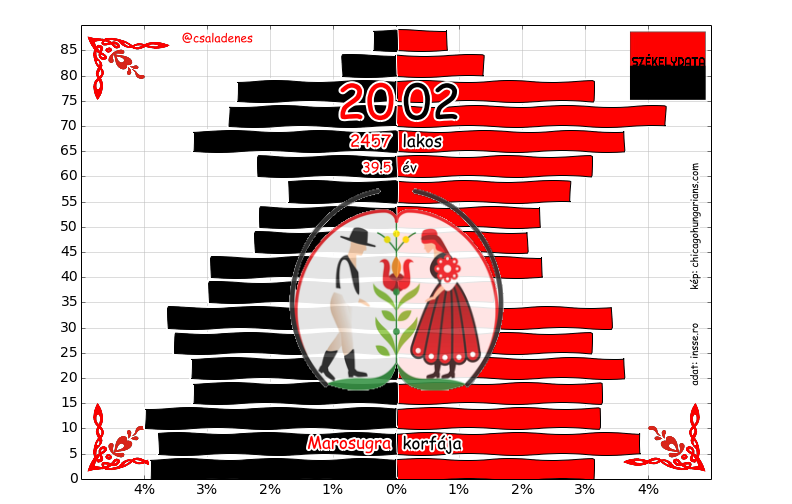 @csaladenes
SZÉKELYDATA
2002
2457 lakos
39.5 év
kép: chicagohungarians.com
adat: insse.ro
Marosugra korfája
85
80
75
70
65
60
55
50
45
40
35
30
25
20
15
10
5
0
4% 3% 2% 1% 0% 1% 2% 3% 4%